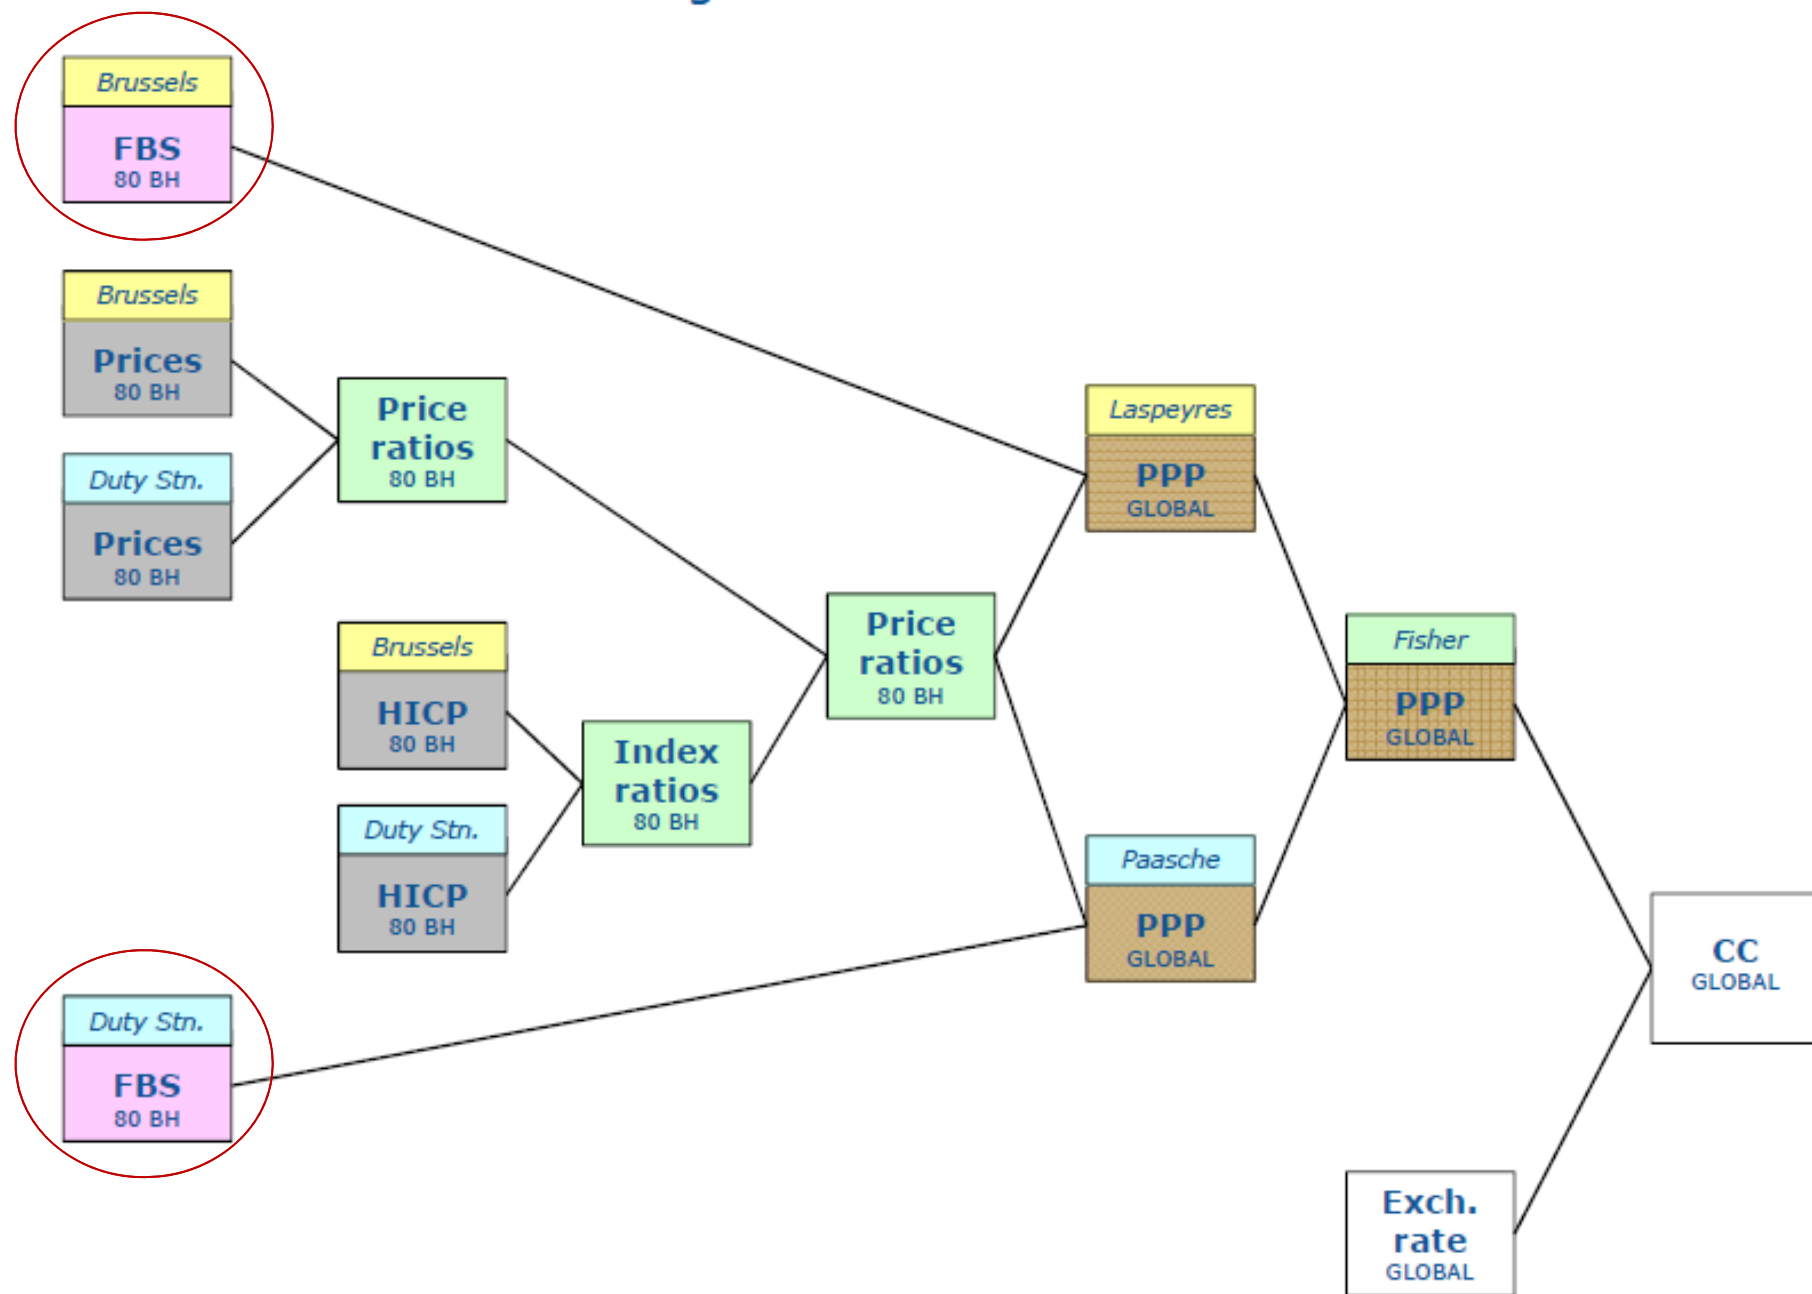 Brussels
FBS
80 BH
Brussels
Prices
80 BH
Duty Stn.
Prices
80 BH
Price
ratios
80 BH
Brussels
HICP
80 BH
Duty Stn.
HICP
80 BH
Index
ratios
80 BH
Duty Stn.
FBS
80 BH
Price
ratios
80 BH
Laspeyres
PPP
GLOBAL
Paasche
PPP
GLOBAL
Fisher
PPP
GLOBAL
CC
GLOBAL
Exch.
rate
GLOBAL